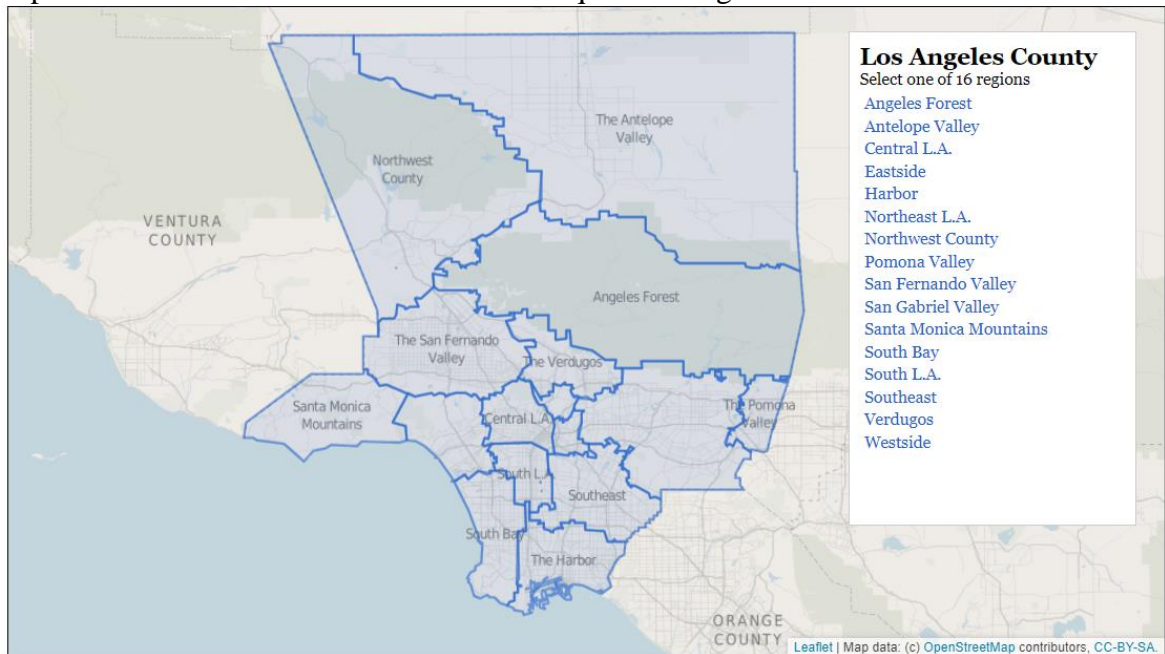 Los Angeles County
Select one of 16 regions
Angeles Forest
Antelope Valley
Central L.A.
Eastside
Harbor
Northeast L.A.
Northwest County
Pomona Valley
San Fernando Valley
San Gabriel Valley
Santa Monica Mountains
South Bay
South L.A.
Southeast
Verdugos
Westside
The Antelope
Valley
Northwest
County
VENTURA
COUNTY
Angeles Forest
The San Fernando
Valley
The Verdugos
Santa Monica
Mountains
Central L.A.
The Pomona
Valley
South L.A.
Southeast
South Bay
The Harbor
ORANGE
COUNTY
Leaflet | Map data: (c) OpenStreetMap contributors, CC-BY-SA.